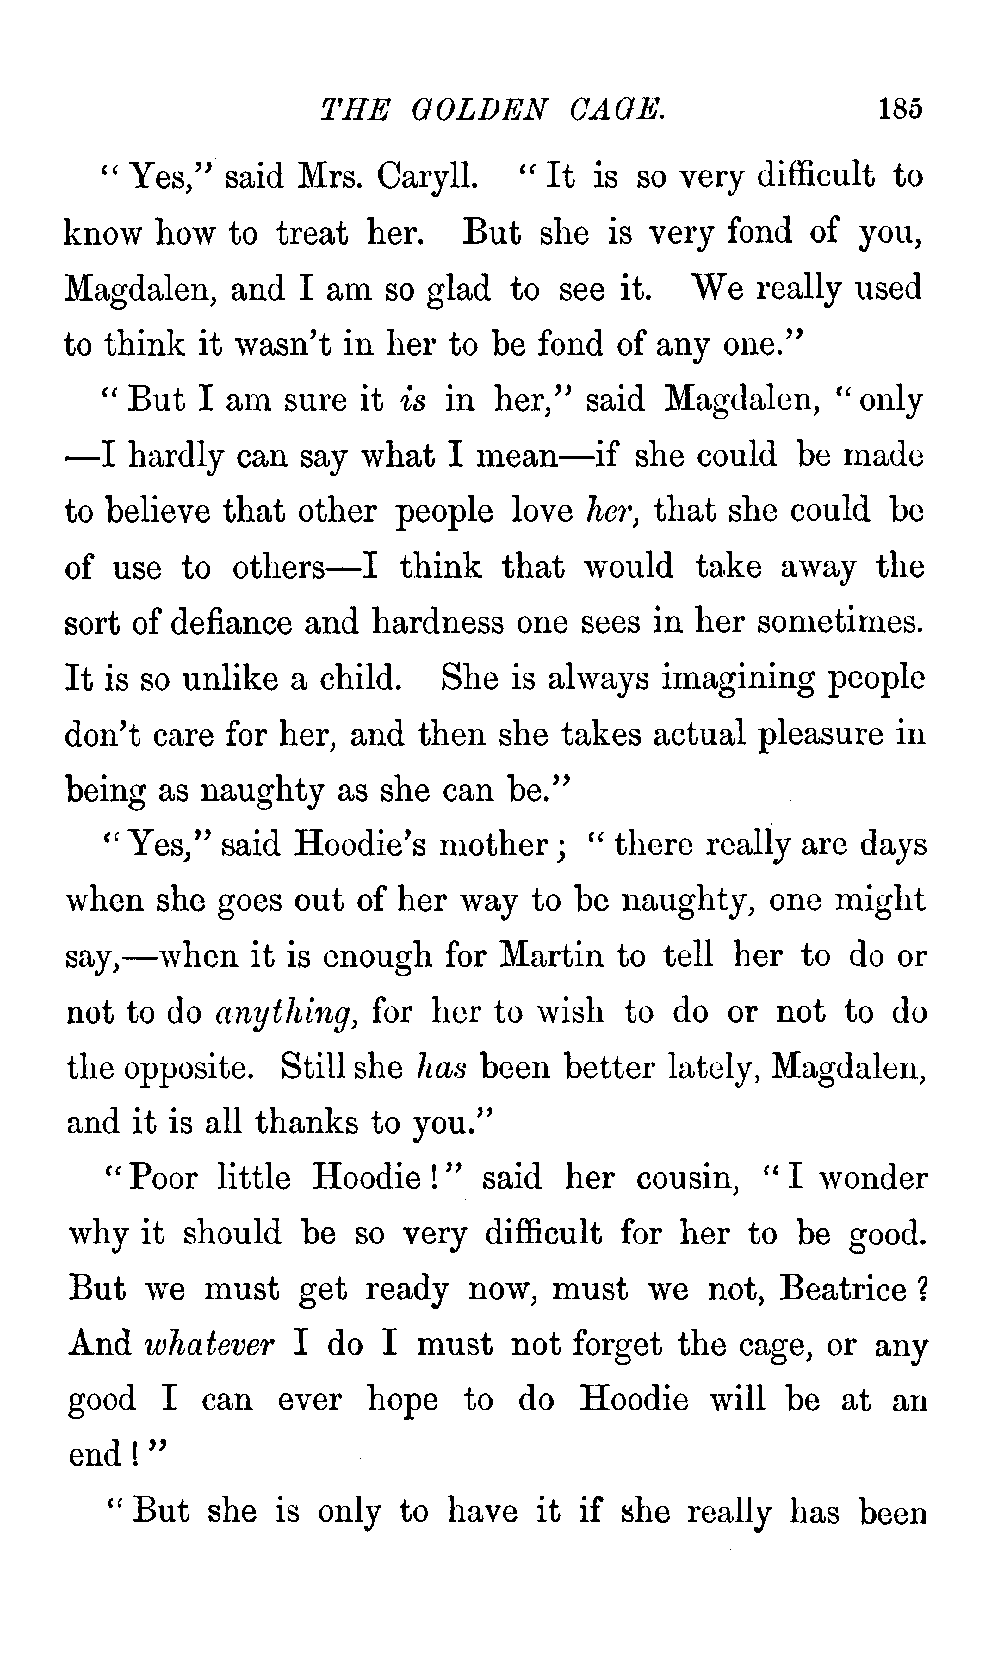 THE GOLDEN CAGE. 185
“Yes,” said Mrs. Caryll. “It is so very difficult to
know how to treat her. But she is very fond of you,
Magdalen, and I am so glad to see it. We really used
to think it wasn’t in her to be fond of any one.”
“But I am sure it is in her,” said Magdalen, “only
—I hardly can say what I mean—if she could be made
to believe that other people love her, that she could be
of use to others—I think that would take away the
sort of defiance and hardness one sees in her sometimes.
It is so unlike a child. She is always imagining people
don’t care for her, and then she takes actual pleasure in
being as naughty as she can be.”
“Yes,” said Hoodie’s mother; “there really are days
when she goes out of her way to be naughty, one might
say,—when it is enough for Martin to tell her to do or
not to do anything, for her to wish to do or not to do
the opposite. Still she has been better lately, Magdalen,
and it is all thanks to you.”
“Poor little Hoodie!” said her cousin, “I wonder
why it should be so very difficult for her to be good.
But we must get ready now, must we not, Beatrice?
And whatever I do I must not forget the cage, or any
good I can ever hope to do Hoodie will be at an
end!”
“But she is only to have it if she really has been